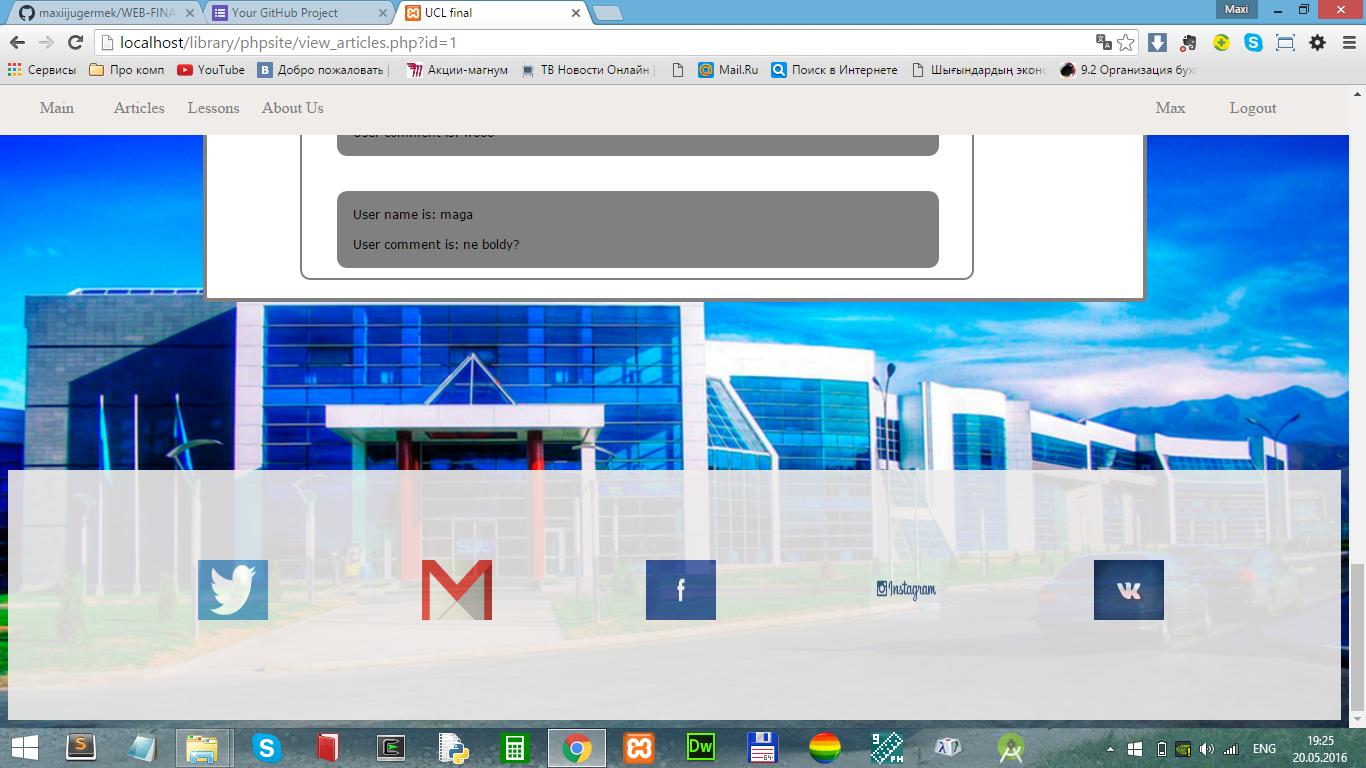 maxiijugermek/WEB-FINA
Your GitHub Project
UCL final
Maxi
localhost/library/phpsite/view_articles.php?id=1
Сервисы
Про комп
YouTube
Добро пожаловать |
Акции-магнум
ТВ Новости Онлайн |
Mail.Ru
Поиск в Интернете
Шығындардың экон
9.2 Организация бух
Main
Articles
Lessons
About Us
Max
Logout
User comment is:
User name is: maga
User comment is: ne boldy?
f
Instagram
Dw
64
ENG
19:25
20.05.2016